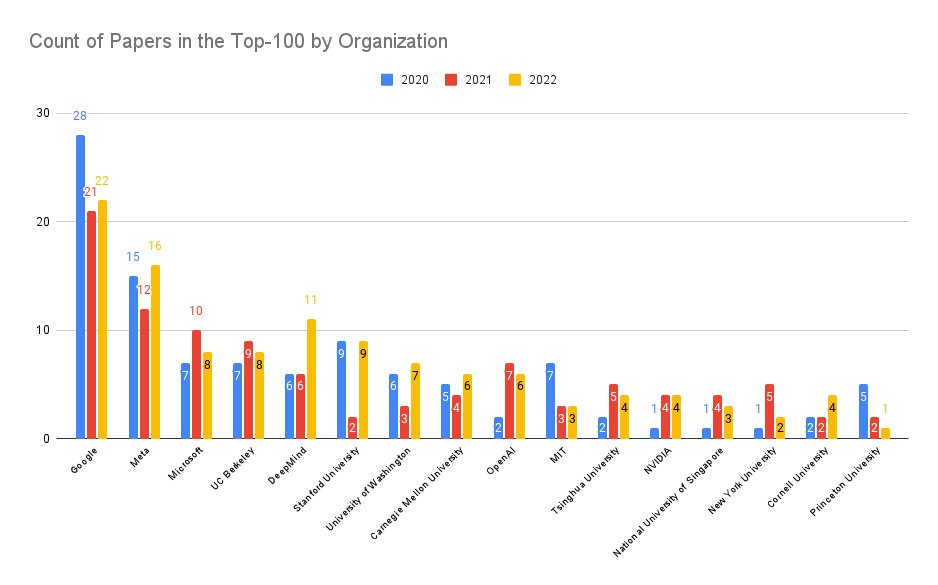 Count of Papers in the Top-100 by Organization
2020 2021 2022
30
20
10
0
28 21 22
15 12 16
7 10 8
7 9 8
6 6 11
9 2 9
6 3 7
5 4 6
2 7 6
7 3 3
2 5 4
1 4 4
1 4 3
1 5 2
2 2 4
5 2 1
Google
Meta
Microsoft
UC Berkeley
DeepMind
Stanford University
University of Washington
Carnegie Mellon University
OpenAI
MIT
Tsinghua University
NVIDIA
National University of Singapore
New York University
Cornell University
Princeton University